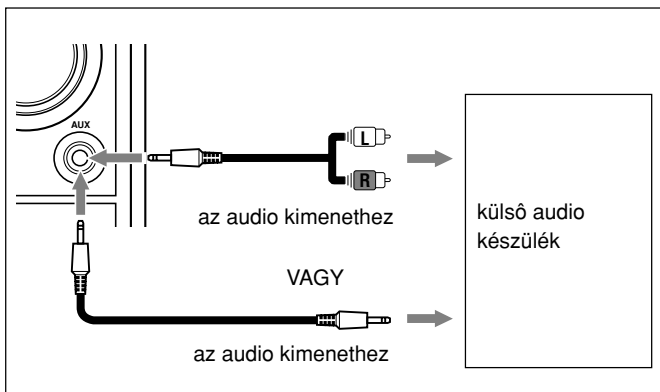 AUX
L
R
az audio kimenethez
külsô audio
készülék
VAGY
az audio kimenethez